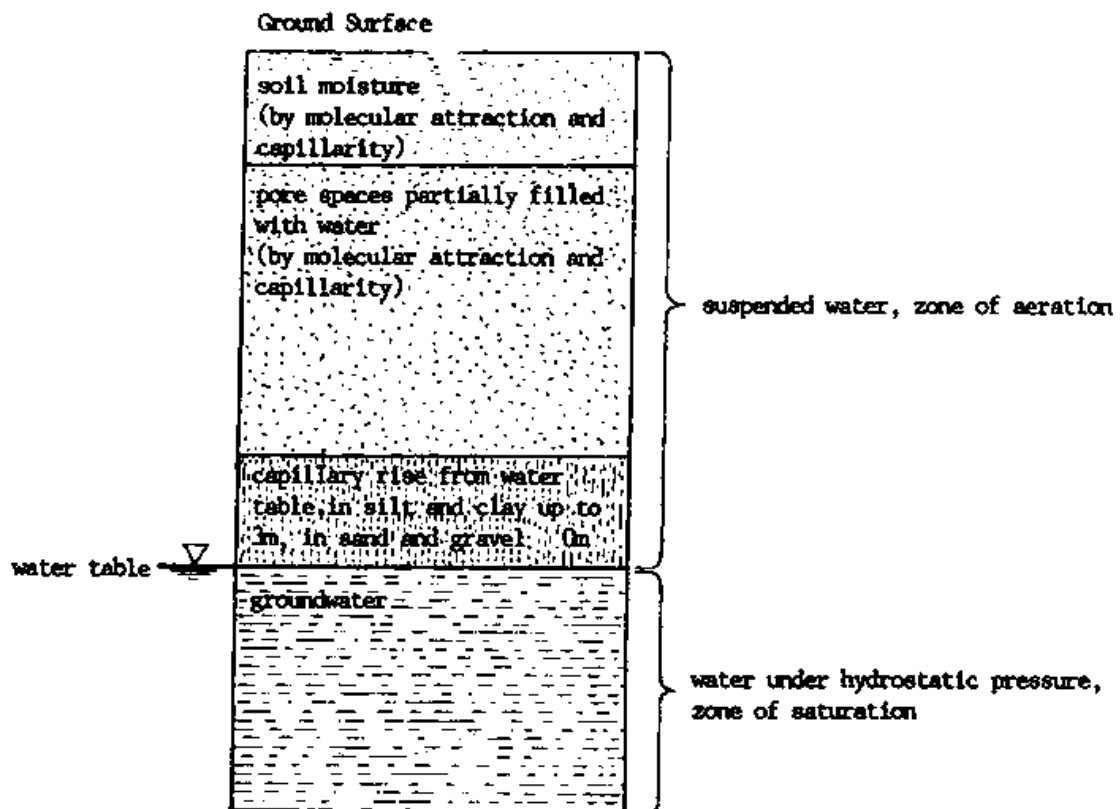 Ground Surface
soil moisture
(by molecular attraction and
capillarity)
pore spaces partially filled
with water
(by molecular attraction and
capillarity)
suspended water, zone of aeration
capillary rise from water
table, in silt and clay up to
3m, in sand and gravel 0m
water table
groundwater
water under hydrostatic pressure,
zone of saturation